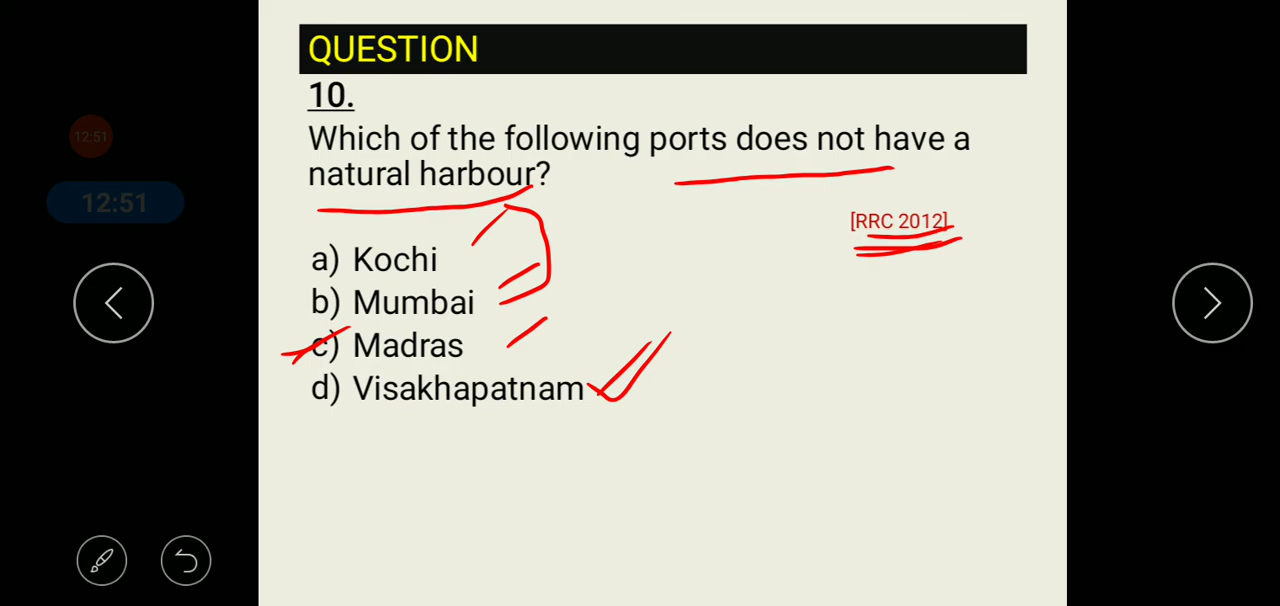 QUESTION
12:51
10.
Which of the following ports does not have a
natural harbour?
12:51
[RRC 2012]
a) Kochi
b) Mumbai
c) Madras
d) Visakhapatnam